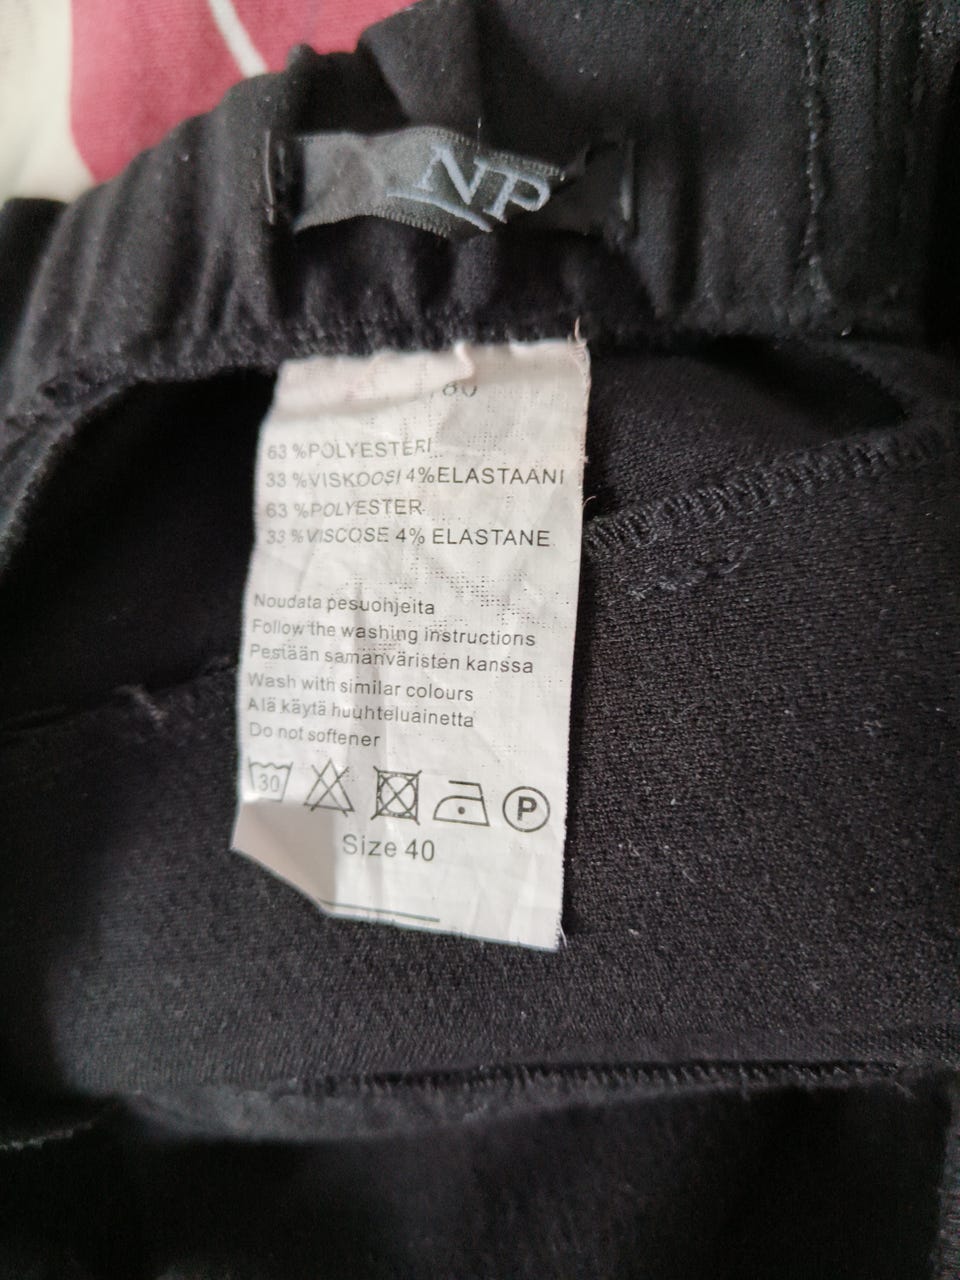 NP
63 %POLYESTERI
33 %VISKOOSI 4%ELASTAANI
63 %POLYESTER
33 %VISCOSE 4% ELASTANE
Noudata pesuohjeita
Follow the washing instructions
Pestään samanväristen kanssa
Wash with similar colours
Älä käytä huuhteluainetta
Do not softener
30 P
Size 40